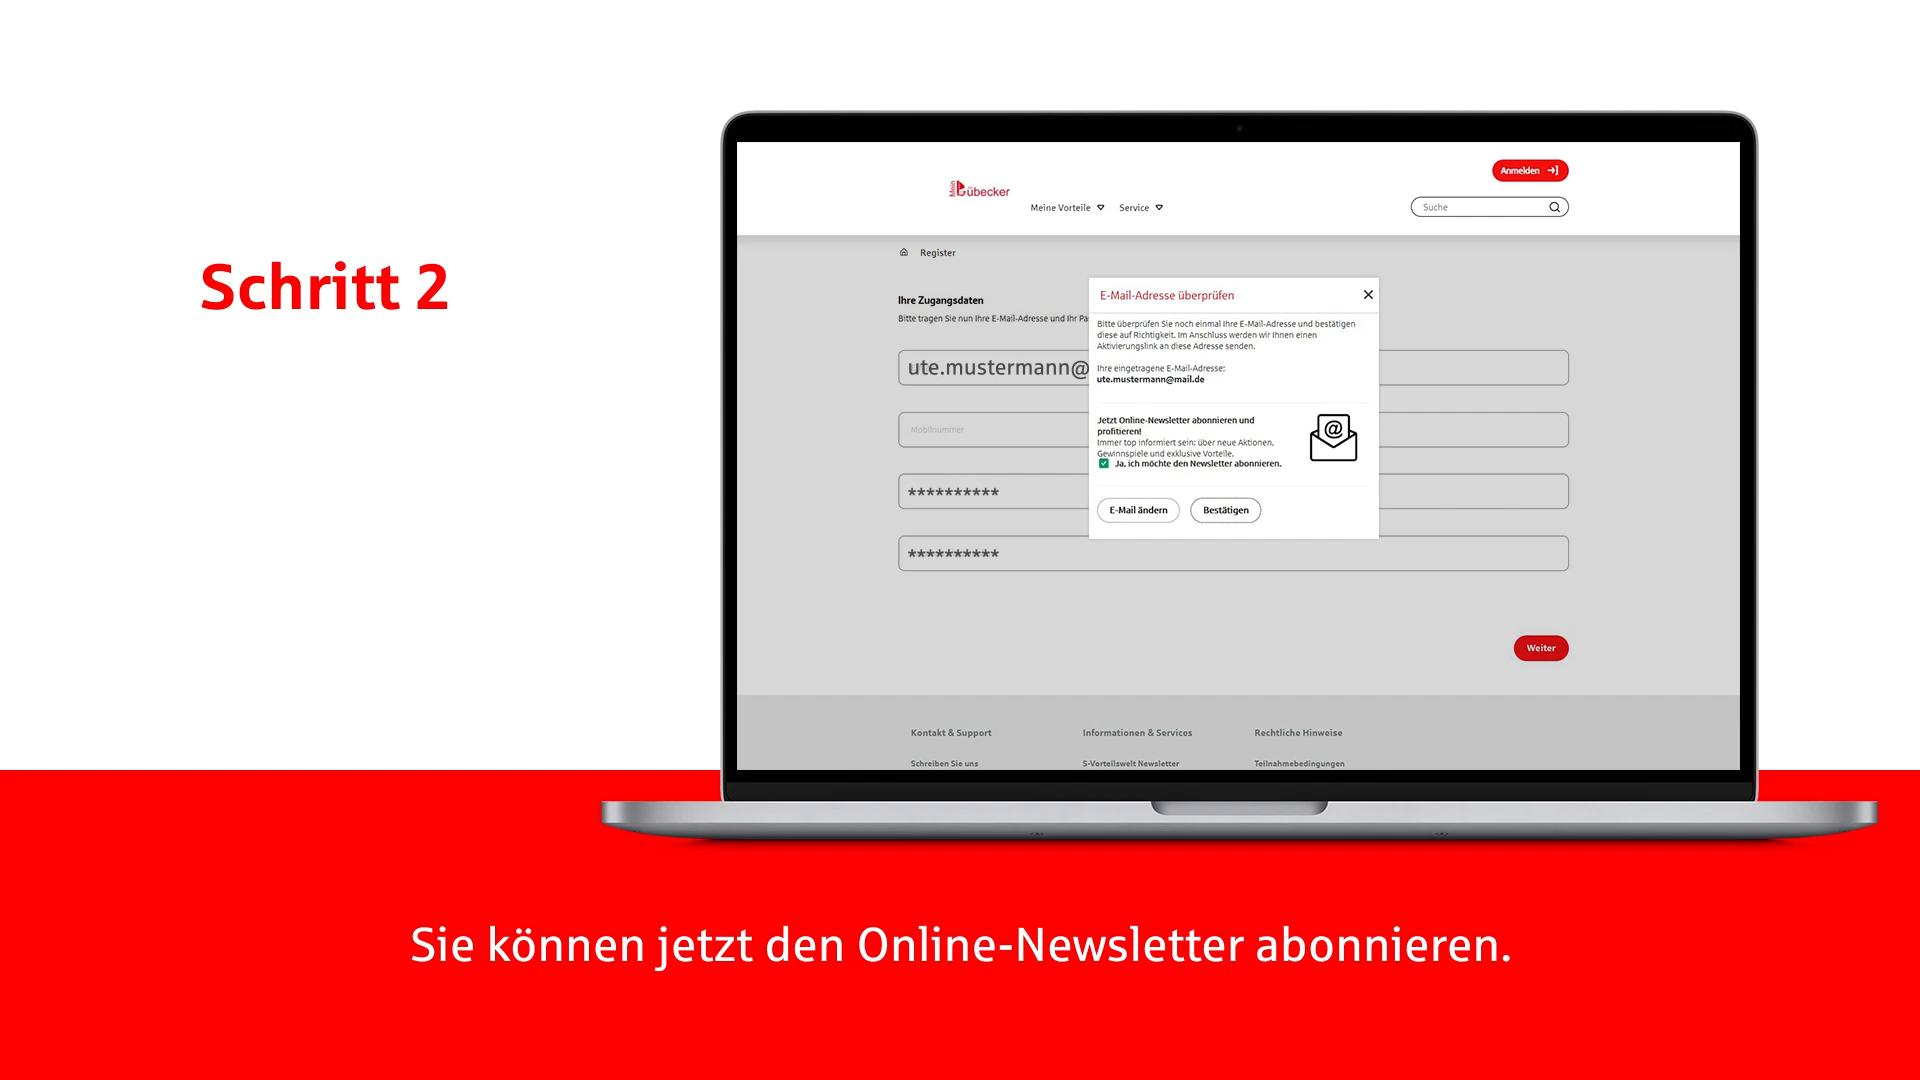 Schritt 2
Mein Lübecker
Meine Vorteile
Service
Anmelden
Suche
Register
Ihre Zugangsdaten
Bitte tragen Sie nun Ihre E-Mail-Adresse und Ihr Pa
ute.mustermann@
Mobilnummer
**********
**********
E-Mail-Adresse überprüfen
Bitte überprüfen Sie noch einmal Ihre E-Mail-Adresse und bestätigen
diese auf Richtigkeit. Im Anschluss werden wir Ihnen einen
Aktivierungslink an diese Adresse senden.
Ihre eingetragene E-Mail-Adresse:
ute.mustermann@mail.de
Jetzt Online-Newsletter abonnieren und
profitieren!
Immer top informiert sein: über neue Aktionen,
Gewinnspiele und exklusive Vorteile.
Ja, ich möchte den Newsletter abonnieren.
@
E-Mail ändern
Bestätigen
Weiter
Kontakt & Support
Informationen & Services
Rechtliche Hinweise
Schreiben Sie uns
S-Vorteilswelt Newsletter
Teilnahmebedingungen
Sie können jetzt den Online-Newsletter abonnieren.